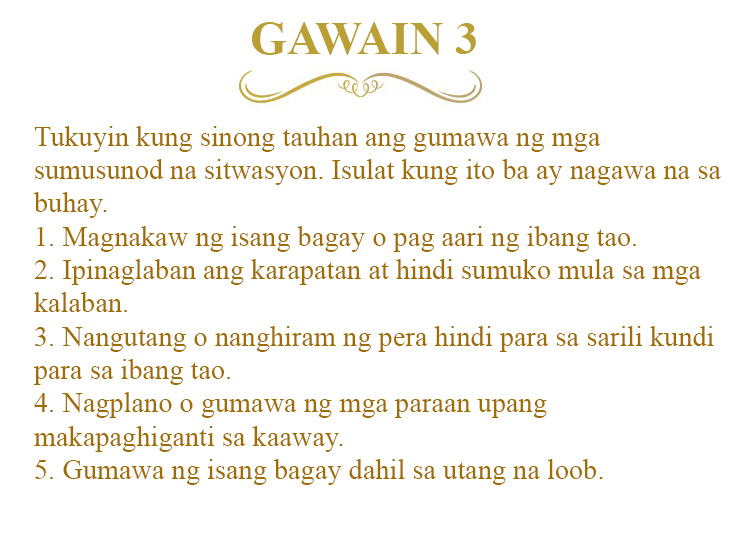 GAWAIN 3
Tukuyin kung sinong tauhan ang gumawa ng mga
sumusunod na sitwasyon. Isulat kung ito ba ay nagawa na sa
buhay.
1. Magnakaw ng isang bagay o pag aari ng ibang tao.
2. Ipinaglaban ang karapatan at hindi sumuko mula sa mga
kalaban.
3. Nangutang o nanghiram ng pera hindi para sa sarili kundi
para sa ibang tao.
4. Nagplano o gumawa ng mga paraan upang
makapaghiganti sa kaaway.
5. Gumawa ng isang bagay dahil sa utang na loob.